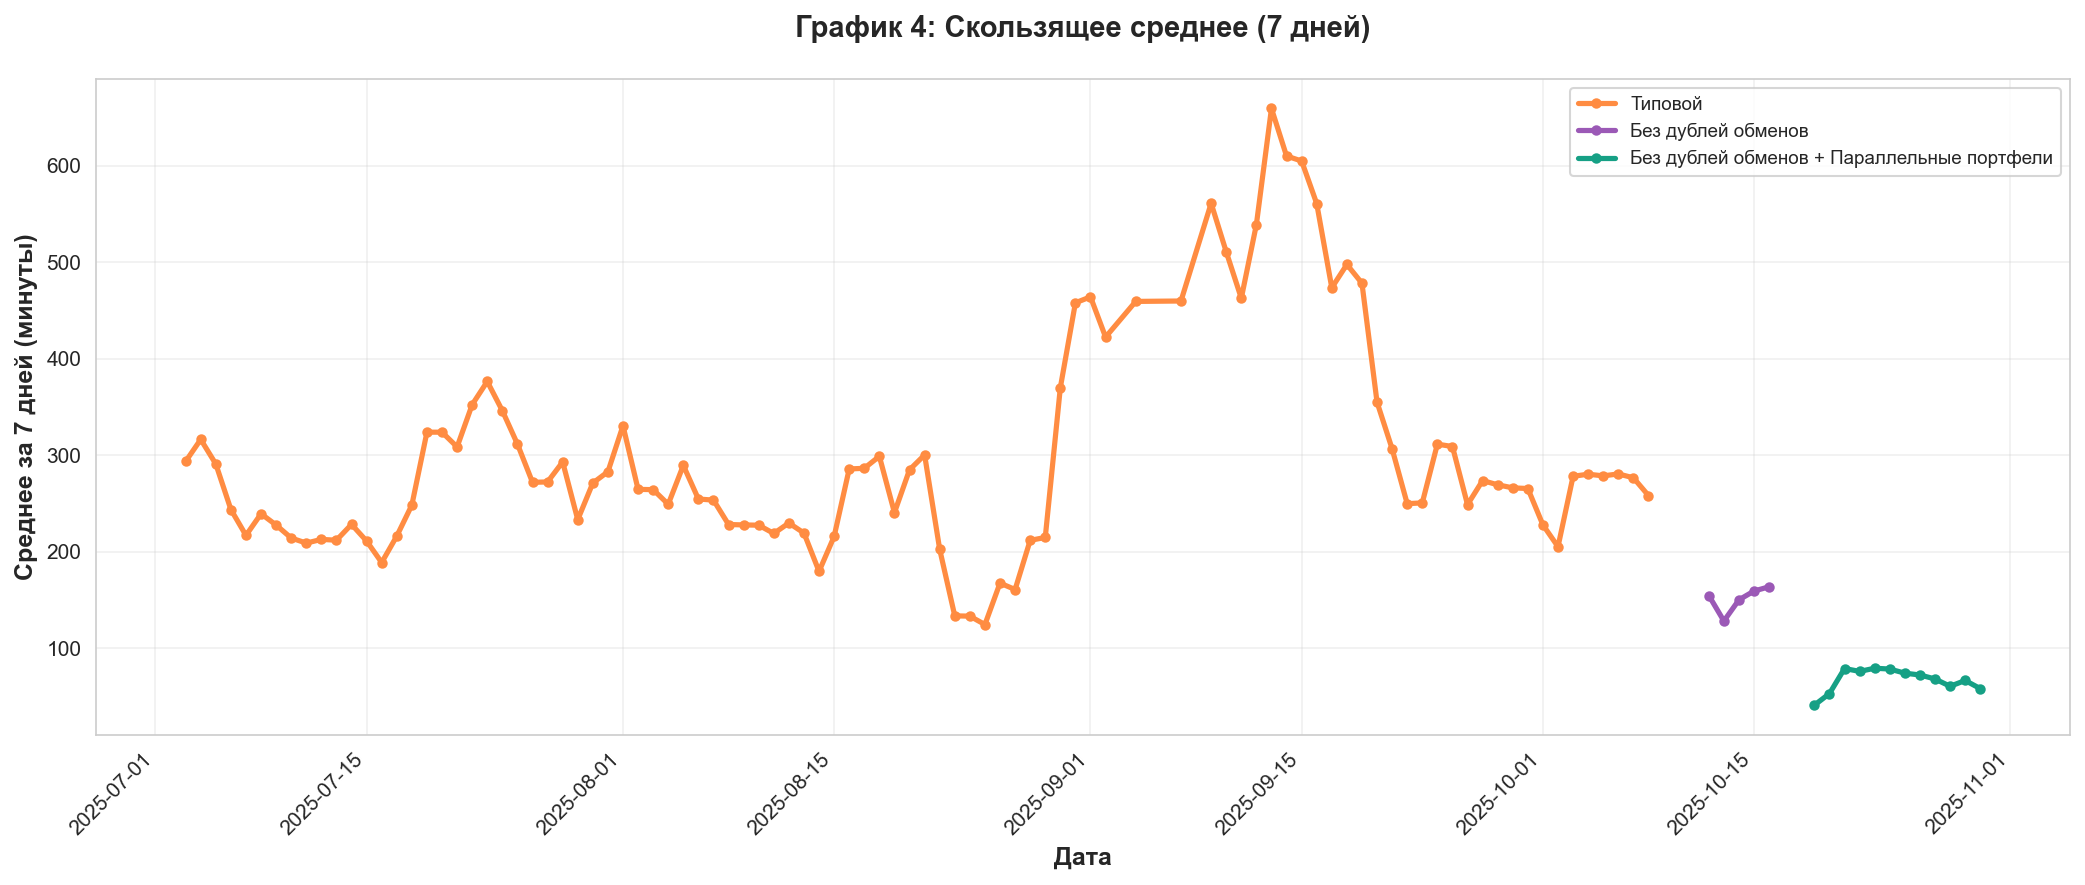 График 4: Скользящее среднее (7 дней)
Типовой
Без дублей обменов
Без дублей обменов + Параллельные портфели
Среднее за 7 дней (минуты)
600
500
400
300
200
100
2025-07-01
2025-07-15
2025-08-01
2025-08-15
2025-09-01
2025-09-15
2025-10-01
2025-10-15
2025-11-01
Дата